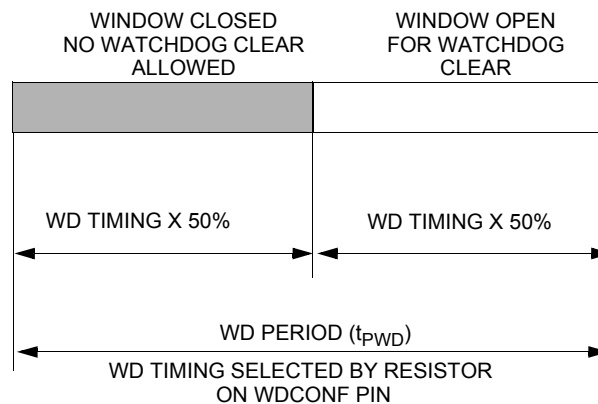 WINDOW CLOSED
NO WATCHDOG CLEAR
ALLOWED
WINDOW OPEN
FOR WATCHDOG
CLEAR
WD TIMING X 50%
WD TIMING X 50%
WD PERIOD (tPWD)
WD TIMING SELECTED BY RESISTOR
ON WDCONF PIN